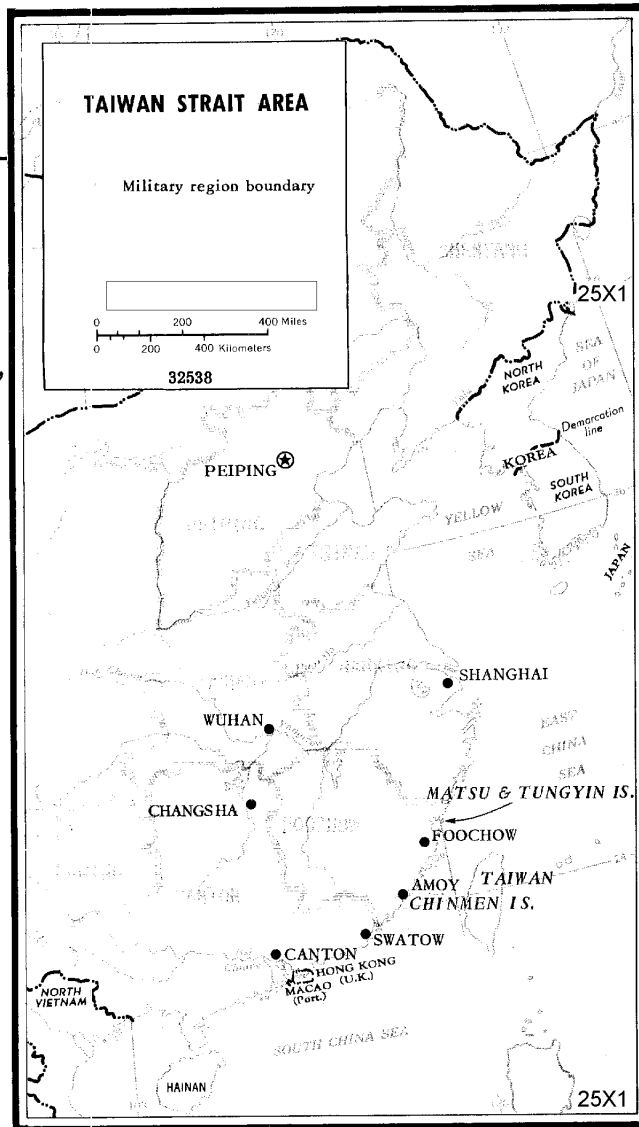 TAIWAN STRAIT AREA
Military region boundary
0 200 400 Miles
0 200 400 Kilometers
32538
25X1
SEA
OF
JAPAN
NORTH
KOREA
Demarcation
line
KOREA
SOUTH
KOREA
PEIPING
YELLOW
SEA
JAPAN
SHANGHAI
WUHAN
EAST
CHINA
SEA
MATSU & TUNGYIN IS.
CHANGSHA
FOOCHOW
AMOY
TAIWAN
CHINMEN IS.
SWATOW
CANTON
HONG KONG
(U.K.)
MACAO
(Port.)
NORTH
VIETNAM
SOUTH CHINA SEA
HAINAN
25X1